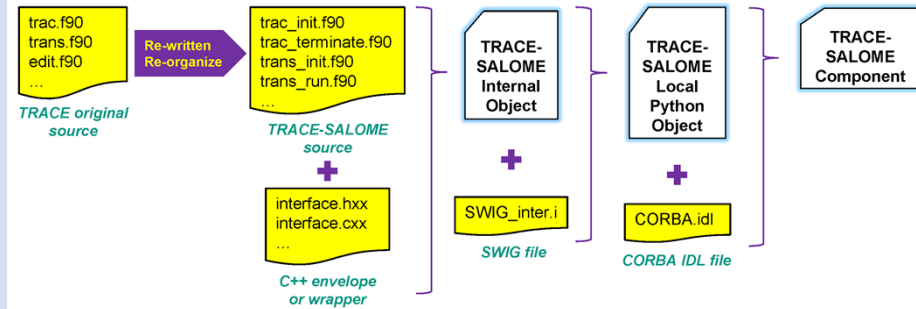 trac.f90
trans.f90
edit.f90
...
TRACE original
source
Re-written
Re-organize
trac_init.f90
trac_terminate.f90
trans_init.f90
trans_run.f90
...
TRACE-SALOME
source
+
interface.hxx
interface.cxx
...
C++ envelope
or wrapper
TRACE-
SALOME
Internal
Object
+
SWIG_inter.i
SWIG file
TRACE-
SALOME
Local
Python
Object
+
CORBA.idl
CORBA IDL file
TRACE-
SALOME
Component